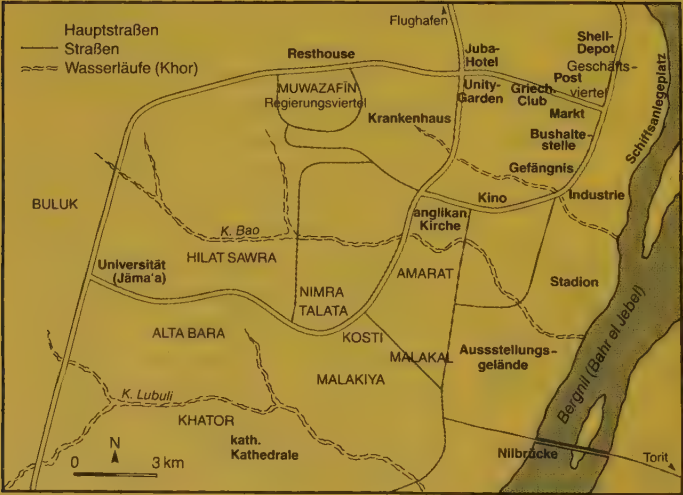 Flughafen
Hauptstraßen
Straßen
Wasserläufe (Khor)
Resthouse
Juba-
Hotel
Shell-
Depot
Geschäfts-
viertel
Post
Unity-
Garden
Griech.
Club
Markt
MUWAZAFÍN
Regierungsviertel
Krankenhaus
Bushalte-
stelle
Schiffsanlegeplatz
Gefängnis
Industrie
Kino
BULUK
anglikan.
Kirche
K. Bao
HILAT SAWRA
Universität
(Jāma'a)
AMARAT
Stadion
NIMRA
TALATA
Bergnil (Bahr el Jebel)
ALTA BARA
KOSTI
MALAKAL
Aussstellungs-
gelände
MALAKIYA
K. Lubuli
KHATOR
kath.
Kathedrale
N
0 3 km
Nilbrücke
Torit